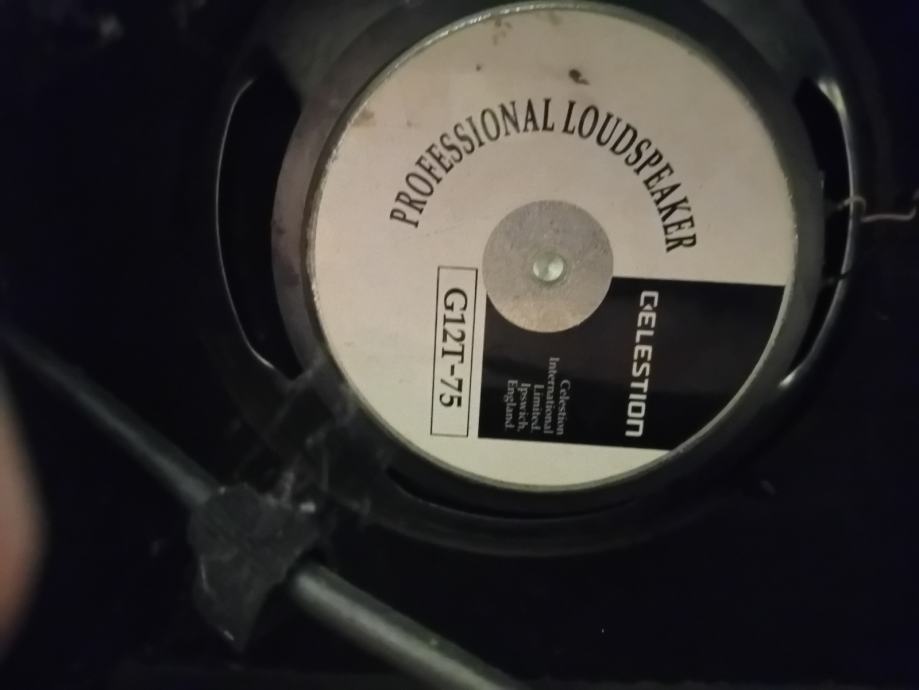 PROFESSIONAL LOUDSPEAKER
CELESTION
Celestion
International
Limited.
Ipswich.
England.
G12T-75